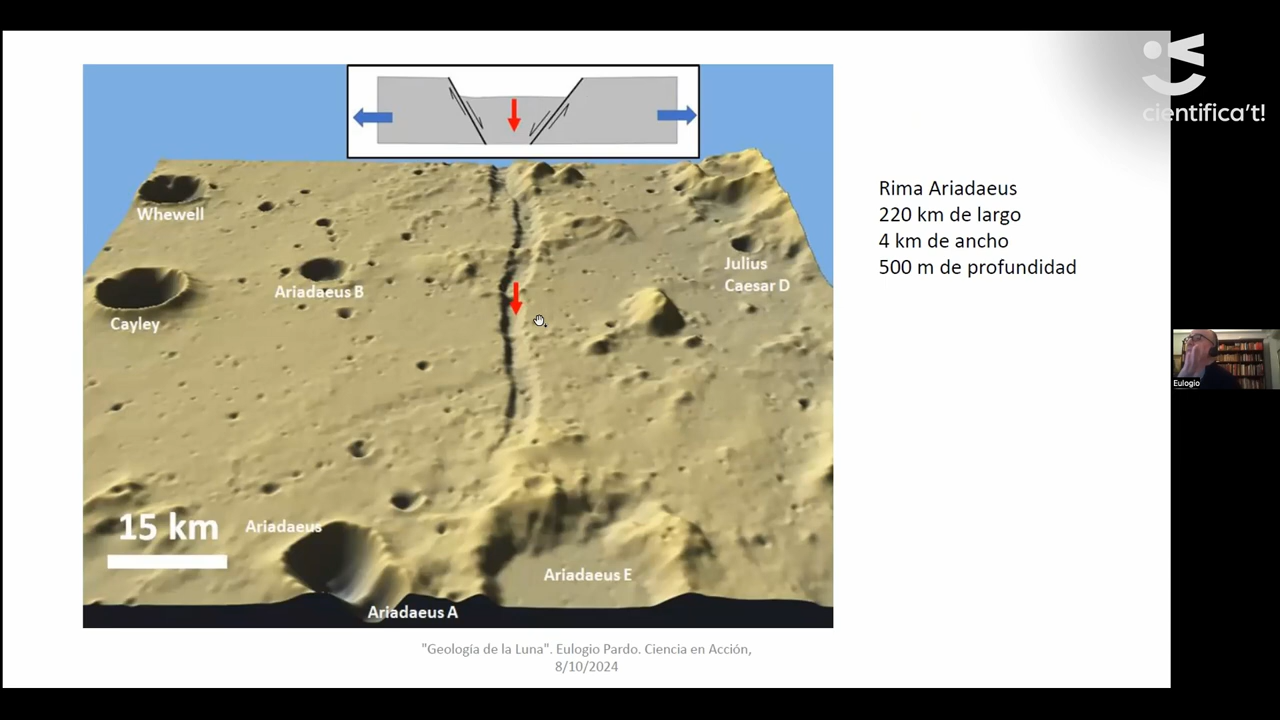 cientifica't!
Whewell
Cayley
Ariadaeus B
Julius
Caesar D
15 km
Ariadaeus
Ariadaeus E
Ariadaeus A
Rima Ariadaeus
220 km de largo
4 km de ancho
500 m de profundidad
"Geología de la Luna". Eulogio Pardo. Ciencia en Acción,
8/10/2024
Eulogio